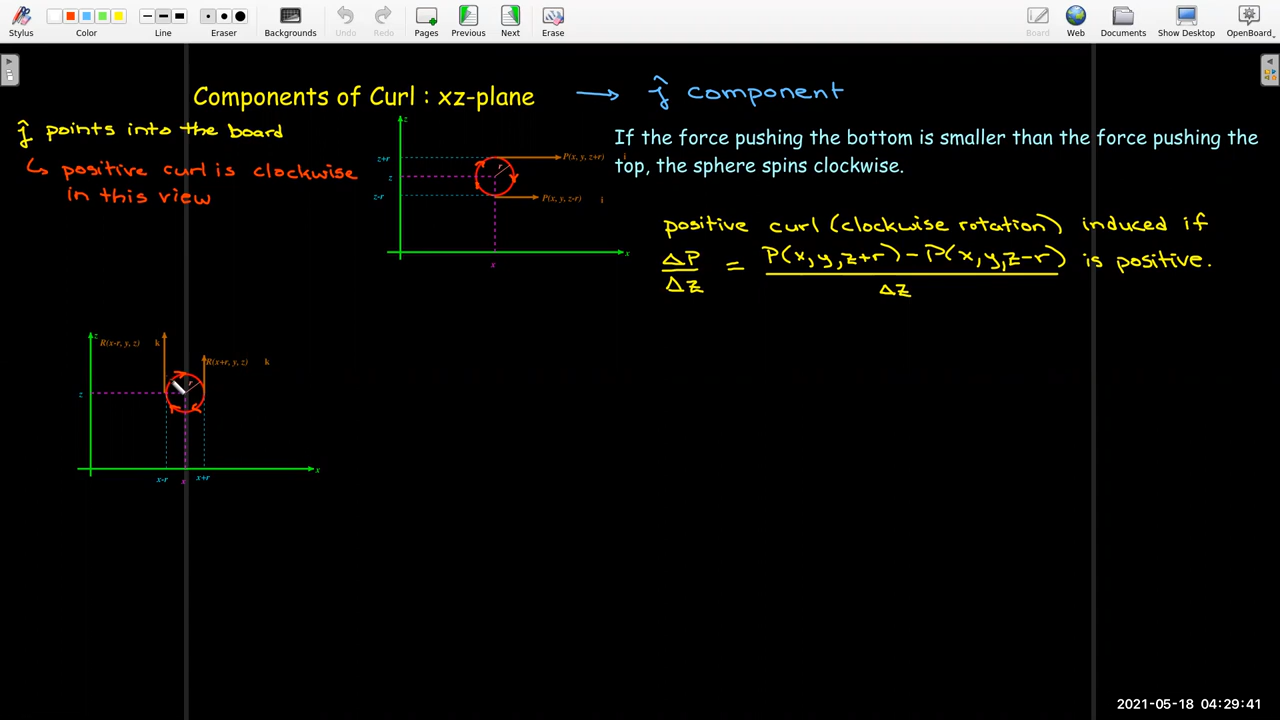 Stylus Color Line Eraser Backgrounds Undo Redo Pages Previous Next Erase Board Web Documents Show Desktop OpenBoard
Components of Curl : xz-plane → ĵ component
ĵ points into the board
↳ positive curl is clockwise
in this view
z
z+r
z
z-r
r
P(x, y, z+r) i
P(x, y, z-r) i
x
x
If the force pushing the bottom is smaller than the force pushing the
top, the sphere spins clockwise.
positive curl (clockwise rotation) induced if
ΔP/Δz = P(x,y,z+r) - P(x,y,z-r)/Δz is positive.
z
R(x-r, y, z) k
R(x+r, y, z) k
r
z
x
x-r x x+r
2021-05-18 04:29:41